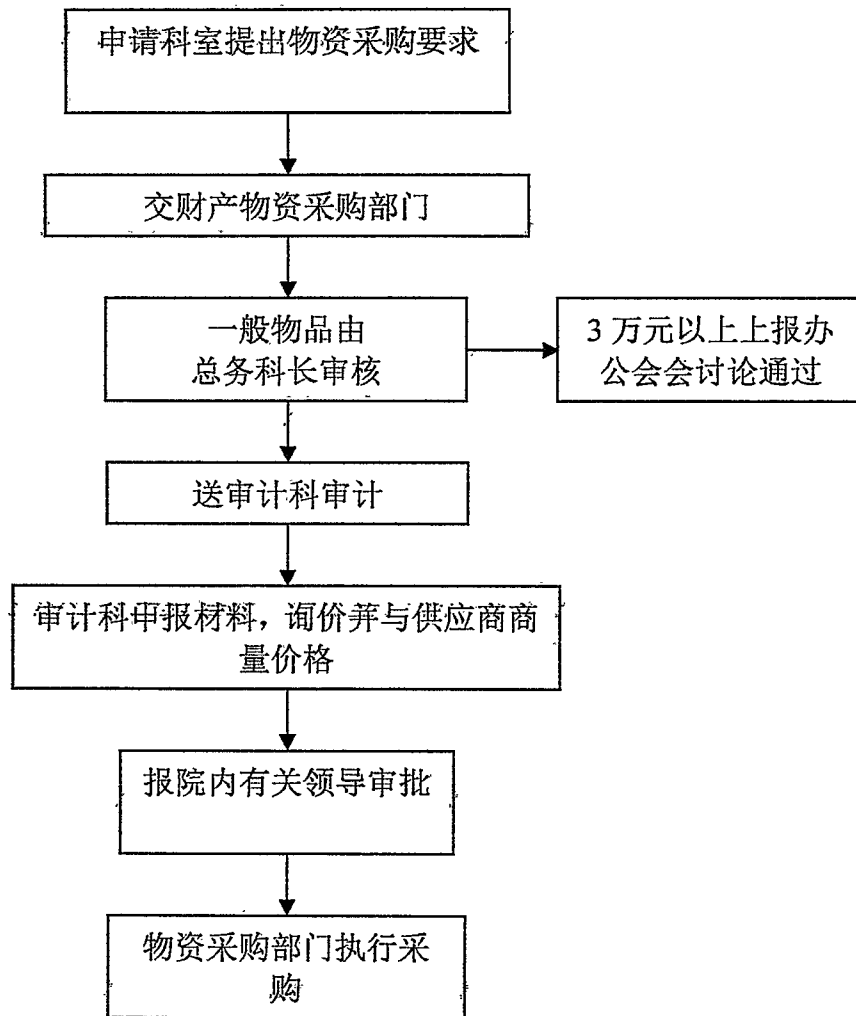 申请科室提出物资采购要求
交财产物资采购部门
一般物品由
总务科长审核
3 万元以上上报办
公会会讨论通过
送审计科审计
审计科申报材料，询价并与供应商商
量价格
报院内有关领导审批
物资采购部门执行采
购